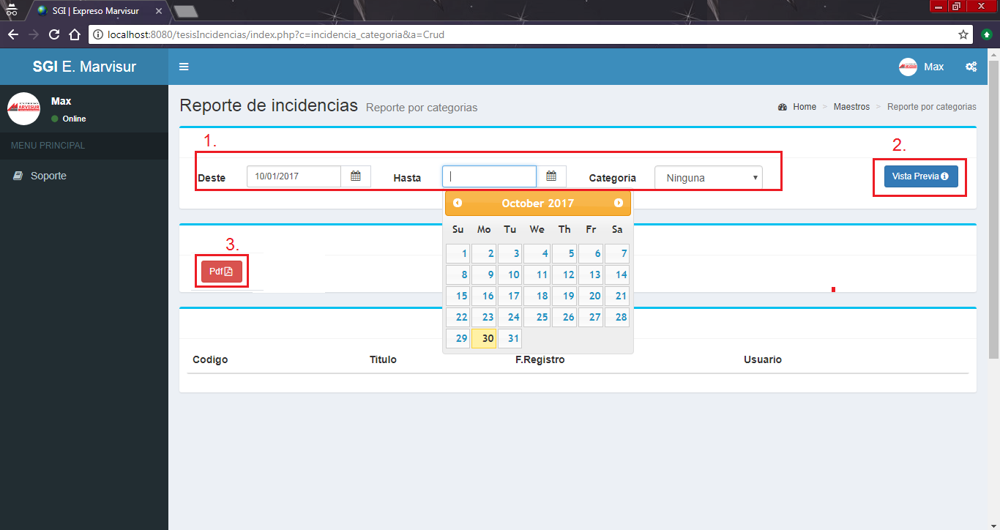 SGI | Expreso Marvisur
localhost:8080/tesisIncidencias/index.php?c=incidencia_categoria&a=Crud
SGI E. Marvisur
Max
Max
Online
MENU PRINCIPAL
Soporte
Reporte de incidencias Reporte por categorias
Home > Maestros > Reporte por categorias
1.
2.
Deste 10/01/2017 Hasta Categoria Ninguna Vista Previa
October 2017
Su Mo Tu We Th Fr Sa
1 2 3 4 5 6 7
8 9 10 11 12 13 14
15 16 17 18 19 20 21
22 23 24 25 26 27 28
29 30 31
3.
Pdf
Codigo Titulo F.Registro Usuario